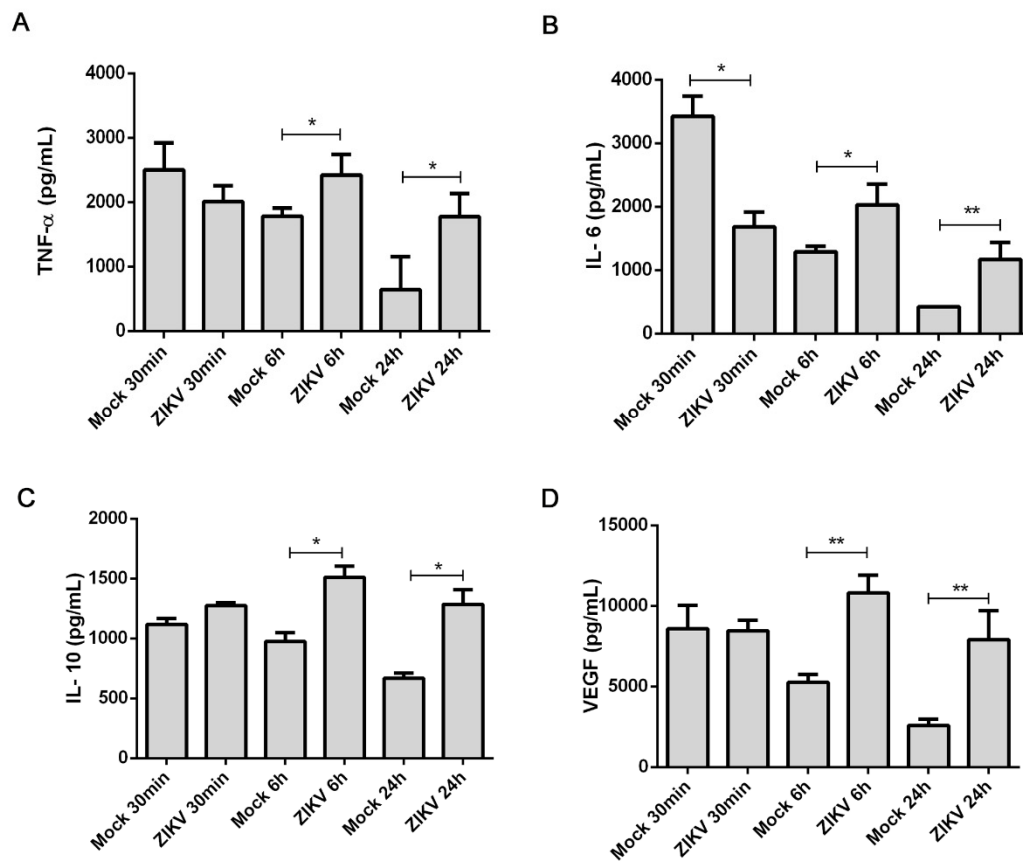 A
TNF-α (pg/mL)
4000
3000
2000
1000
0
*
*
Mock 30min
ZIKV 30min
Mock 6h
ZIKV 6h
Mock 24h
ZIKV 24h
B
IL- 6 (pg/mL)
4000
3000
2000
1000
0
*
*
**
Mock 30min
ZIKV 30min
Mock 6h
ZIKV 6h
Mock 24h
ZIKV 24h
C
IL- 10 (pg/mL)
2000
1500
1000
500
0
*
*
Mock 30min
ZIKV 30min
Mock 6h
ZIKV 6h
Mock 24h
ZIKV 24h
D
VEGF (pg/mL)
15000
10000
5000
0
**
**
Mock 30min
ZIKV 30min
Mock 6h
ZIKV 6h
Mock 24h
ZIKV 24h